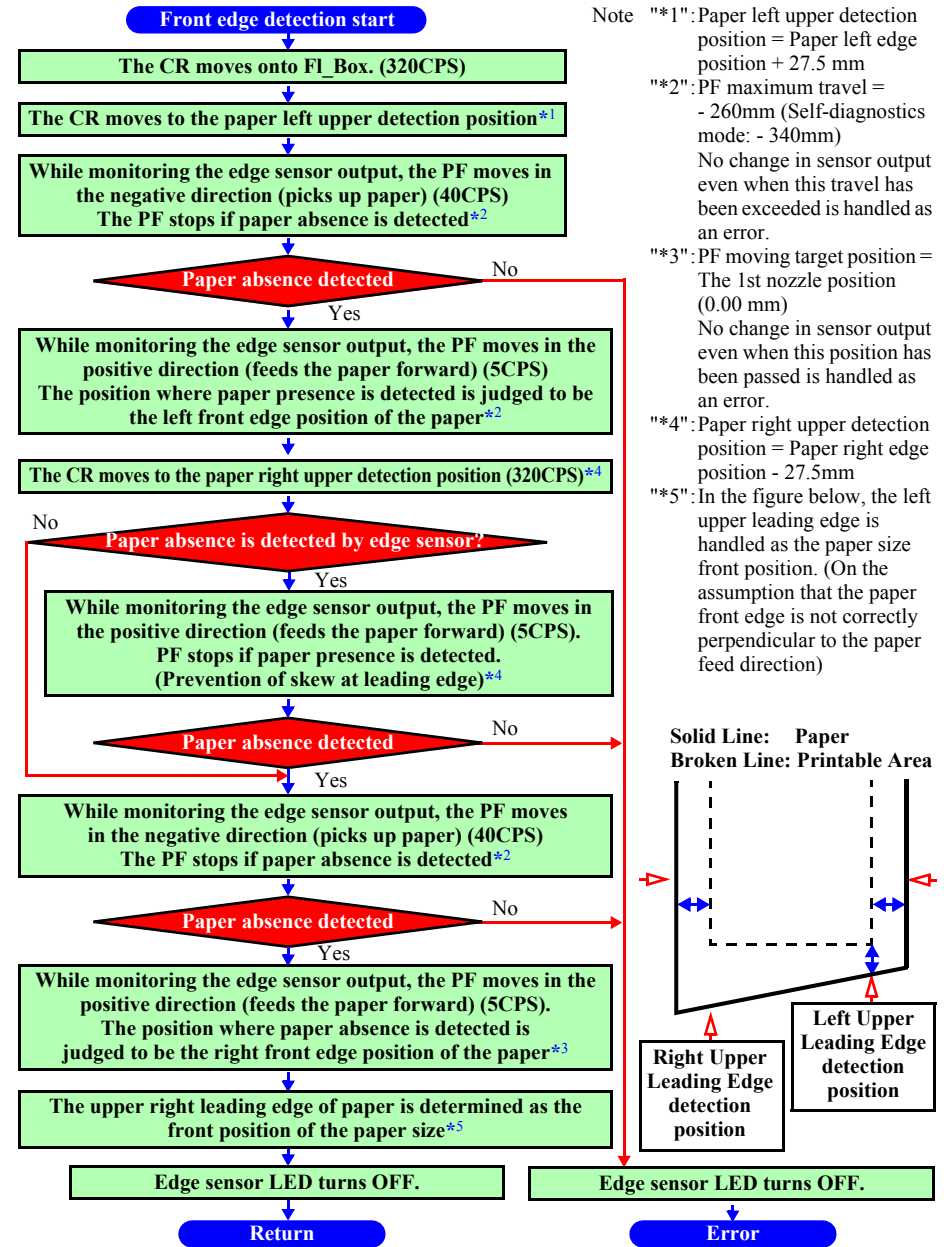 Front edge detection start
The CR moves onto Fl_Box. (320CPS)
The CR moves to the paper left upper detection position*1
While monitoring the edge sensor output, the PF moves in
the negative direction (picks up paper) (40CPS)
The PF stops if paper absence is detected*2
Paper absence detected
No
Yes
While monitoring the edge sensor output, the PF moves in the
positive direction (feeds the paper forward) (5CPS)
The position where paper presence is detected is judged to be
the left front edge position of the paper*2
The CR moves to the paper right upper detection position (320CPS)*4
No
Paper absence is detected by edge sensor?
Yes
While monitoring the edge sensor output, the PF moves in
the positive direction (feeds the paper forward) (5CPS).
PF stops if paper presence is detected.
(Prevention of skew at leading edge)*4
Paper absence detected
No
Yes
While monitoring the edge sensor output, the PF moves
in the negative direction (picks up paper) (40CPS)
The PF stops if paper absence is detected*2
Paper absence detected
No
Yes
While monitoring the edge sensor output, the PF moves in the
positive direction (feeds the paper forward) (5CPS).
The position where paper absence is detected is
judged to be the right front edge position of the paper*3
The upper right leading edge of paper is determined as the
front position of the paper size*5
Edge sensor LED turns OFF.
Return
Edge sensor LED turns OFF.
Error
Note "*1":Paper left upper detection
position = Paper left edge
position + 27.5 mm
"*2":PF maximum travel =
- 260mm (Self-diagnostics
mode: - 340mm)
No change in sensor output
even when this travel has
been exceeded is handled as
an error.
"*3":PF moving target position =
The 1st nozzle position
(0.00 mm)
No change in sensor output
even when this position has
been passed is handled as
an error.
"*4":Paper right upper detection
position = Paper right edge
position - 27.5mm
"*5":In the figure below, the left
upper leading edge is
handled as the paper size
front position. (On the
assumption that the paper
front edge is not correctly
perpendicular to the paper
feed direction)
Solid Line: Paper
Broken Line: Printable Area
Right Upper
Leading Edge
detection
position
Left Upper
Leading Edge
detection
position